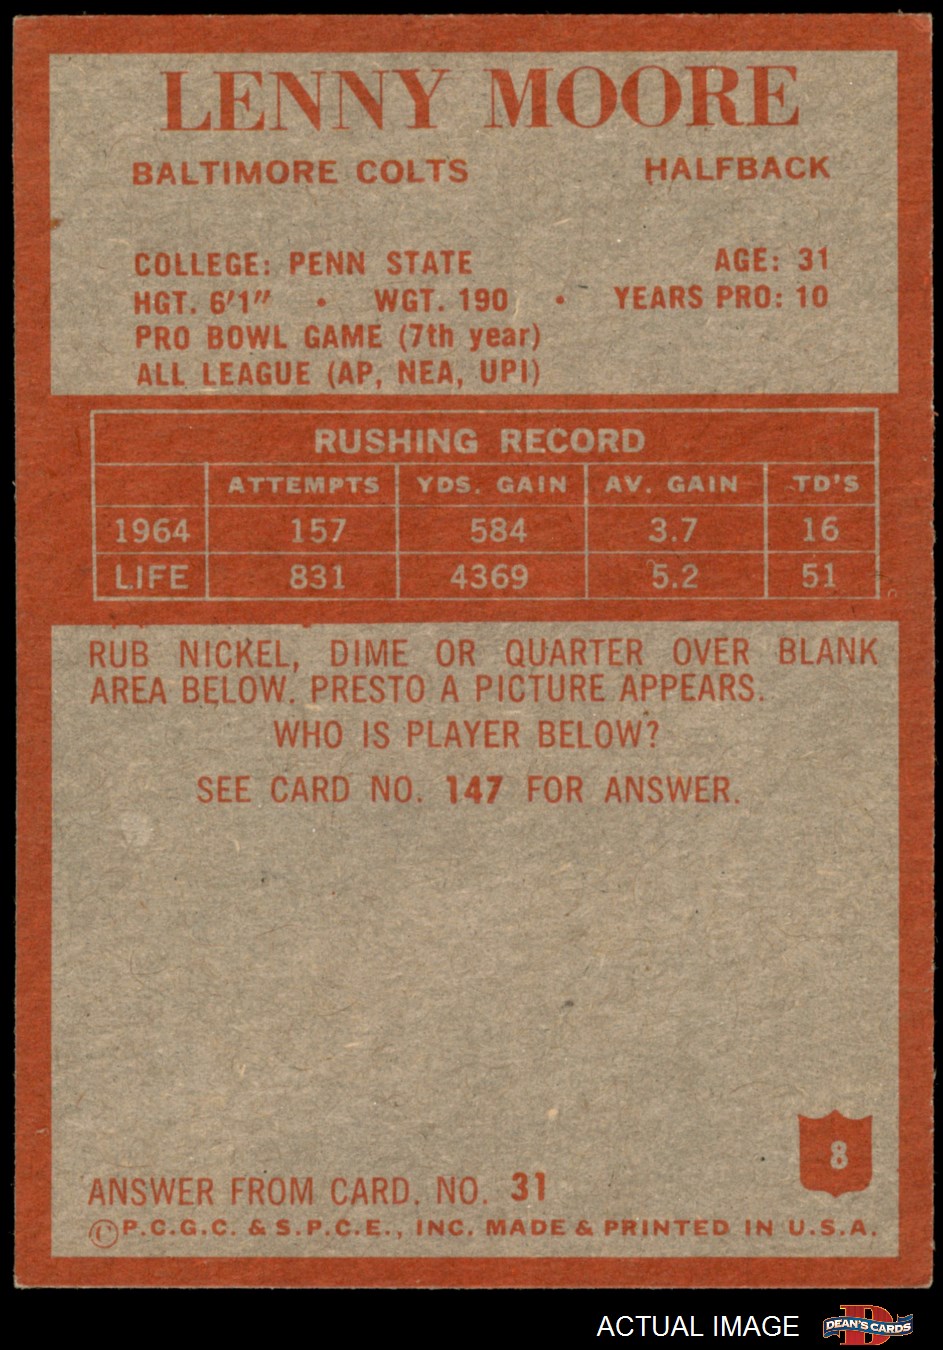 LENNY MOORE
BALTIMORE COLTS HALFBACK
COLLEGE: PENN STATE AGE: 31
HGT. 6'1" • WGT. 190 • YEARS PRO: 10
PRO BOWL GAME (7th year)
ALL LEAGUE (AP, NEA, UPI)
RUSHING RECORD
ATTEMPTS YDS. GAIN AV. GAIN TD'S
1964 157 584 3.7 16
LIFE 831 4369 5.2 51
RUB NICKEL, DIME OR QUARTER OVER BLANK
AREA BELOW. PRESTO A PICTURE APPEARS.
WHO IS PLAYER BELOW?
SEE CARD NO. 147 FOR ANSWER.
8
ANSWER FROM CARD. NO. 31
©P.C.G.C. & S.P.C.E., INC. MADE & PRINTED IN U.S.A.
ACTUAL IMAGE D DEAN'S CARDS